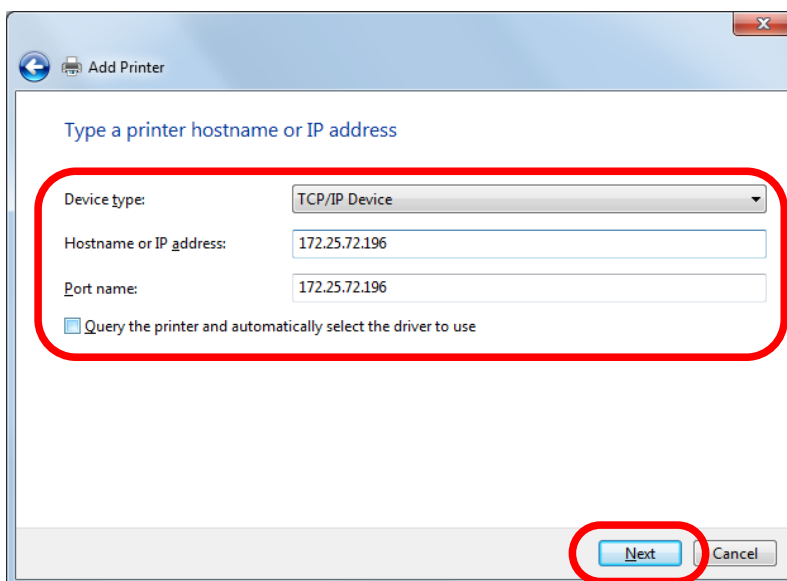 Add Printer
Type a printer hostname or IP address
Device type: TCP/IP Device
Hostname or IP address: 172.25.72.196
Port name: 172.25.72.196
Query the printer and automatically select the driver to use
Next Cancel